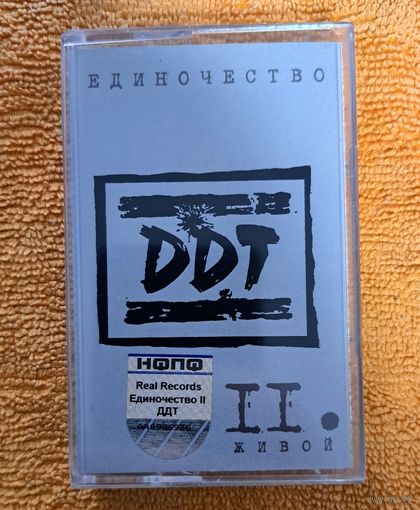 ЕДИНОЧЕСТВО
DDT
НФПФ
Real Records
Единочество II
ДДТ
II.
ЖИВОЙ